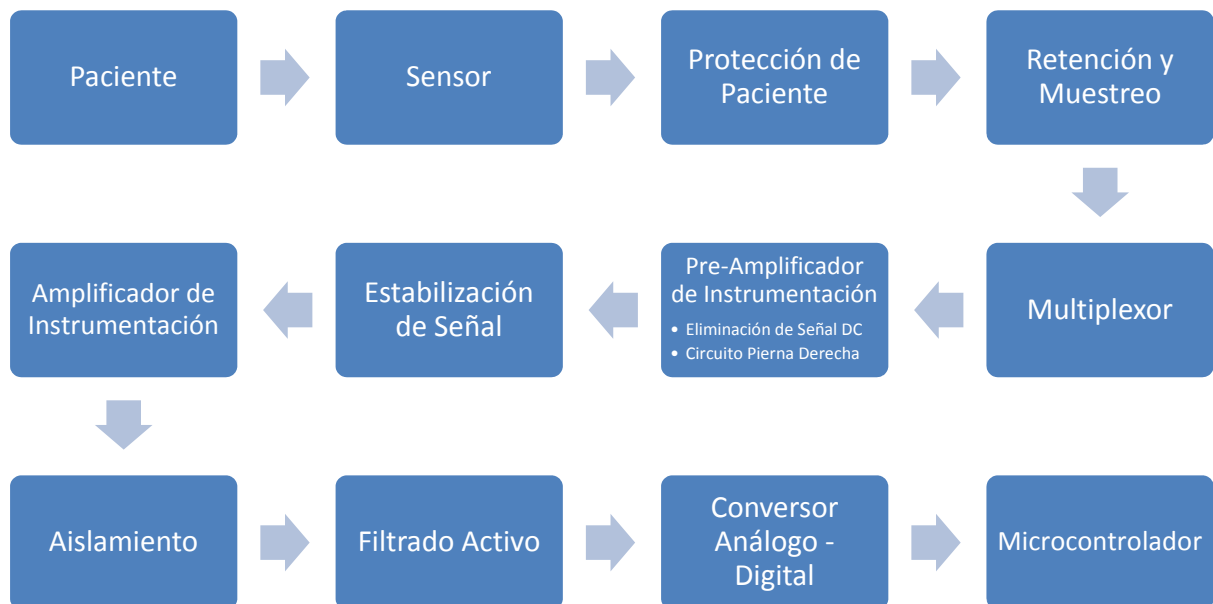 Paciente
Sensor
Protección de
Paciente
Retención y
Muestreo
Multiplexor
Pre-Amplificador
de Instrumentación
• Eliminación de Señal DC
• Circuito Pierna Derecha
Estabilización
de Señal
Amplificador de
Instrumentación
Aislamiento
Filtrado Activo
Conversor
Análogo -
Digital
Microcontrolador